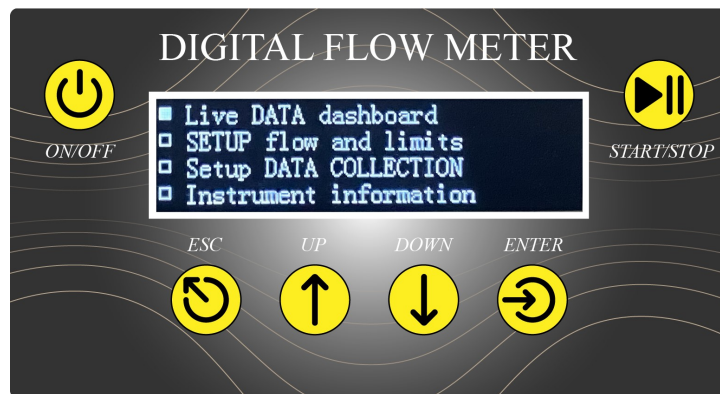 DIGITAL FLOW METER
ON/OFF
Live DATA dashboard
SETUP flow and limits
Setup DATA COLLECTION
Instrument information
START/STOP
ESC UP DOWN ENTER